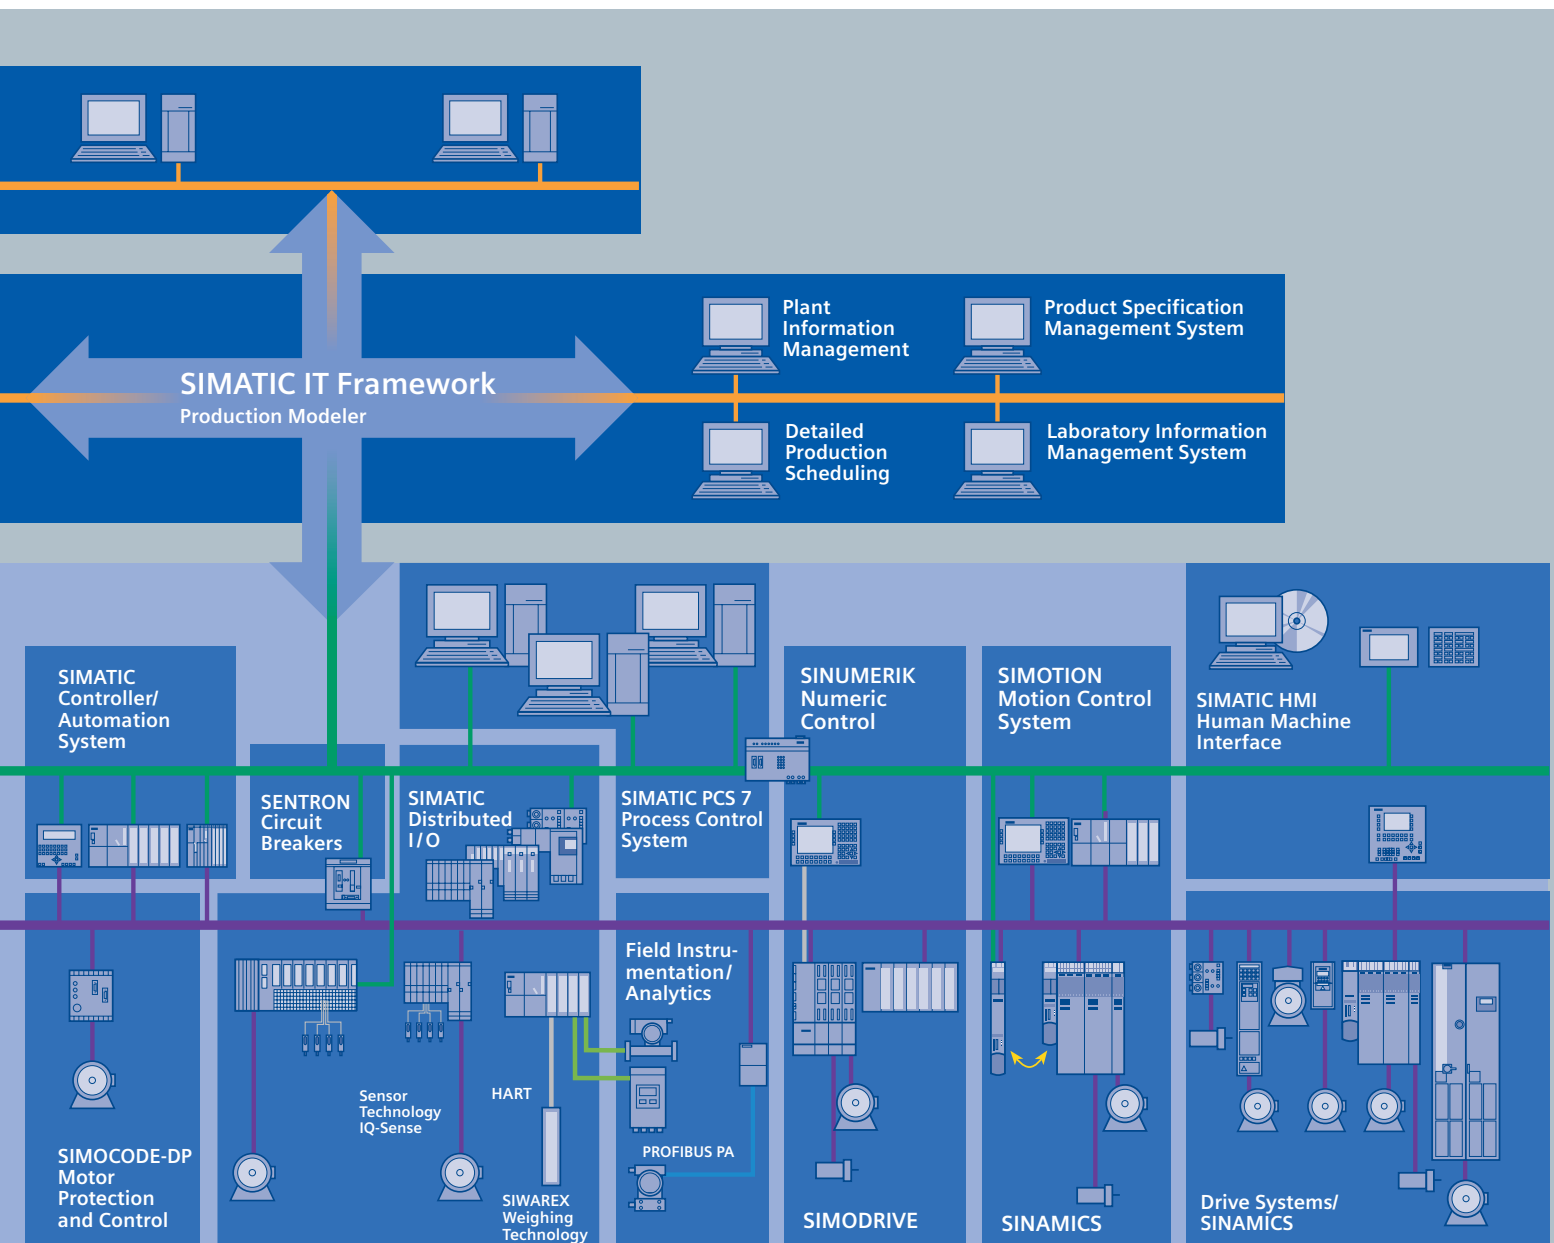 Plant
Information
Management
Product Specification
Management System
SIMATIC IT Framework
Production Modeler
Detailed
Production
Scheduling
Laboratory Information
Management System
SIMATIC
Controller/
Automation
System
SINUMERIK
Numeric
Control
SIMOTION
Motion Control
System
SIMATIC HMI
Human Machine
Interface
SENTRON
Circuit
Breakers
SIMATIC
Distributed
I/O
SIMATIC PCS 7
Process Control
System
Field Instru-
mentation/
Analytics
Sensor
Technology
IQ-Sense
HART
PROFIBUS PA
SIMOCODE-DP
Motor
Protection
and Control
SIWAREX
Weighing
Technology
SIMODRIVE
SINAMICS
Drive Systems/
SINAMICS